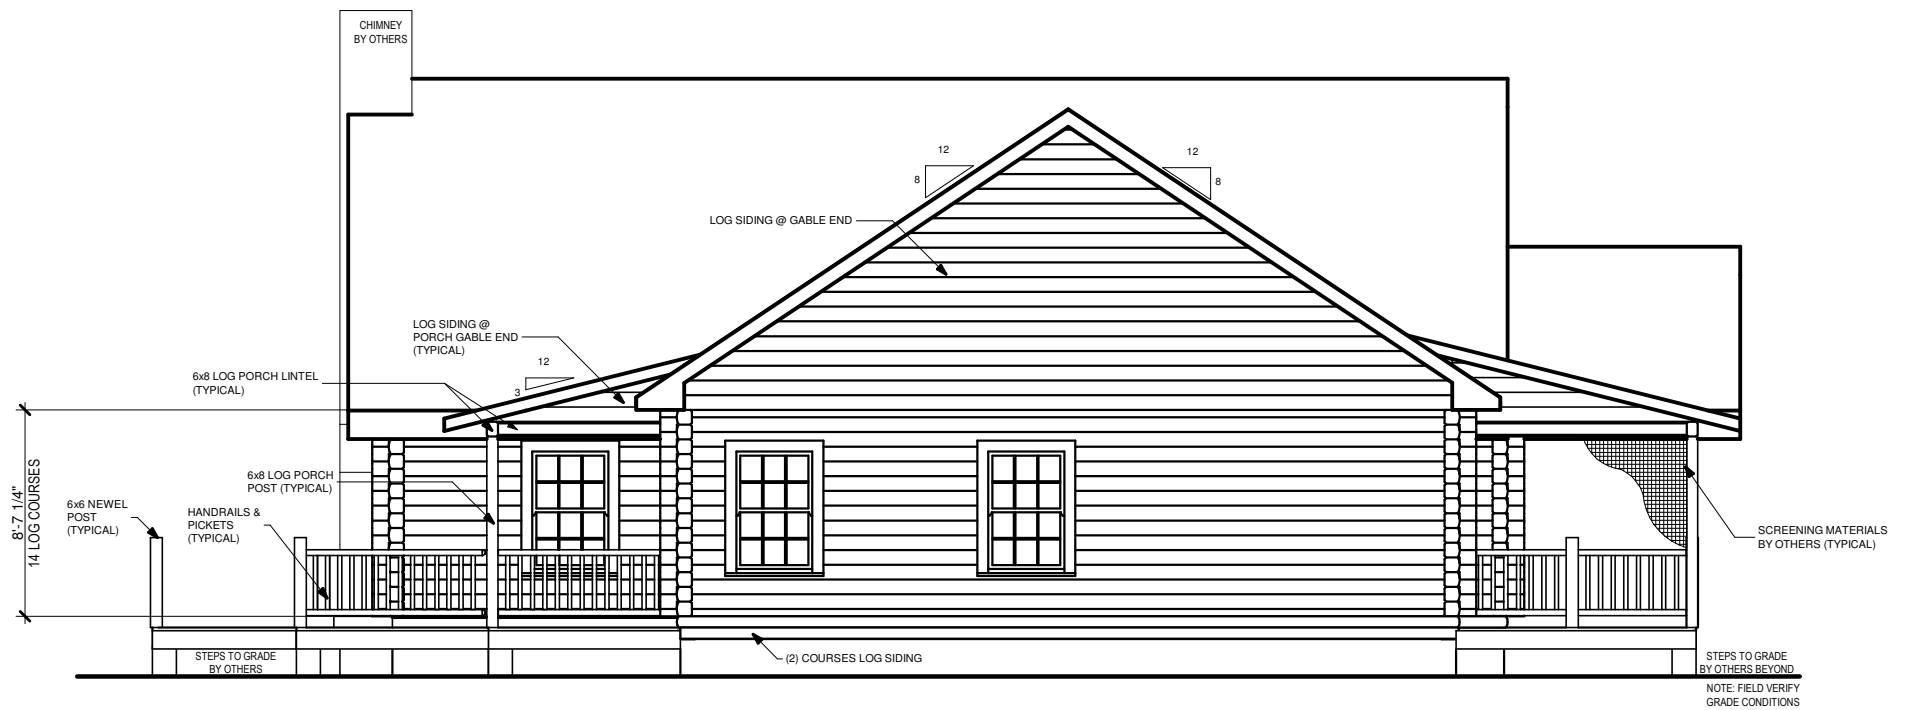 CHIMNEY
BY OTHERS
12
8
12
8
LOG SIDING @ GABLE END
LOG SIDING @
PORCH GABLE END
(TYPICAL)
12
3
6x8 LOG PORCH LINTEL
(TYPICAL)
6x8 LOG PORCH
POST (TYPICAL)
8'-7 1/4"
14 LOG COURSES
6x6 NEWEL
POST
(TYPICAL)
HANDRAILS &
PICKETS
(TYPICAL)
SCREENING MATERIALS
BY OTHERS (TYPICAL)
STEPS TO GRADE
BY OTHERS
(2) COURSES LOG SIDING
STEPS TO GRADE
BY OTHERS BEYOND
NOTE: FIELD VERIFY
GRADE CONDITIONS